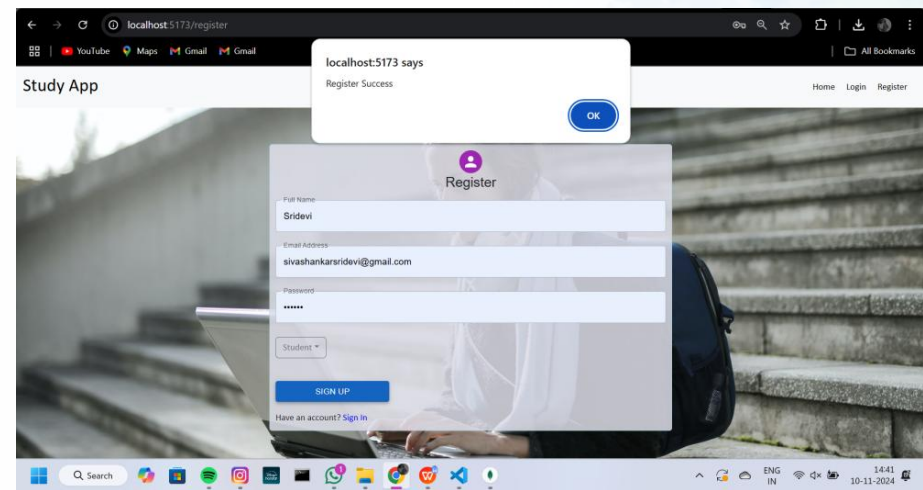 localhost:5173/register
YouTube Maps Gmail Gmail All Bookmarks
localhost:5173 says
Register Success
OK
Study App Home Login Register
Register
Full Name
Sridevi
Email Address
sivashankarsridevi@gmail.com
Password
••••••
Student
SIGN UP
Have an account? Sign In
Search ENG IN 14:41 10-11-2024